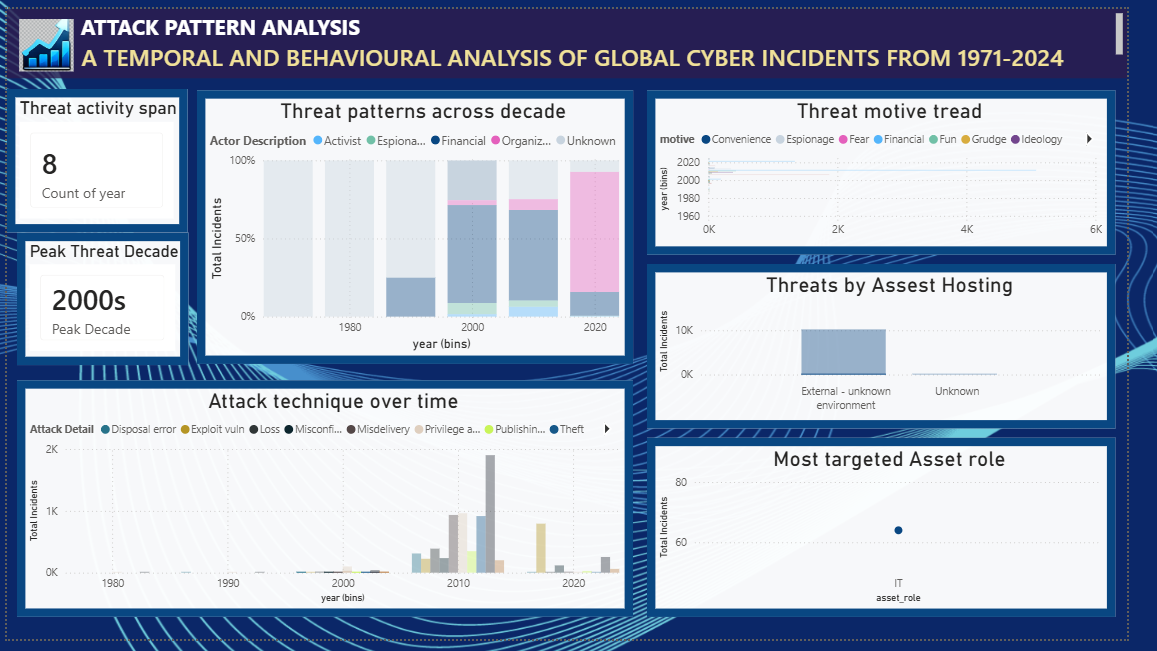 ATTACK PATTERN ANALYSIS
A TEMPORAL AND BEHAVIOURAL ANALYSIS OF GLOBAL CYBER INCIDENTS FROM 1971-2024
Threat activity span
8
Count of year
Peak Threat Decade
2000s
Peak Decade
Threat patterns across decade
Actor Description Activist Espiona... Financial Organiz... Unknown
Total Incidents
100%
50%
0%
1980 2000 2020
year (bins)
Threat motive tread
motive Convenience Espionage Fear Financial Fun Grudge Ideology
year (bins)
2020
2000
1980
1960
0K 2K 4K 6K
Threats by Assest Hosting
Total Incidents
10K
0K
External - unknown
environment
Unknown
Attack technique over time
Attack Detail Disposal error Exploit vuln Loss Misconfi... Misdelivery Privilege a... Publishin... Theft
Total Incidents
2K
1K
0K
1980 1990 2000 2010 2020
year (bins)
Most targeted Asset role
Total Incidents
80
60
IT
asset_role